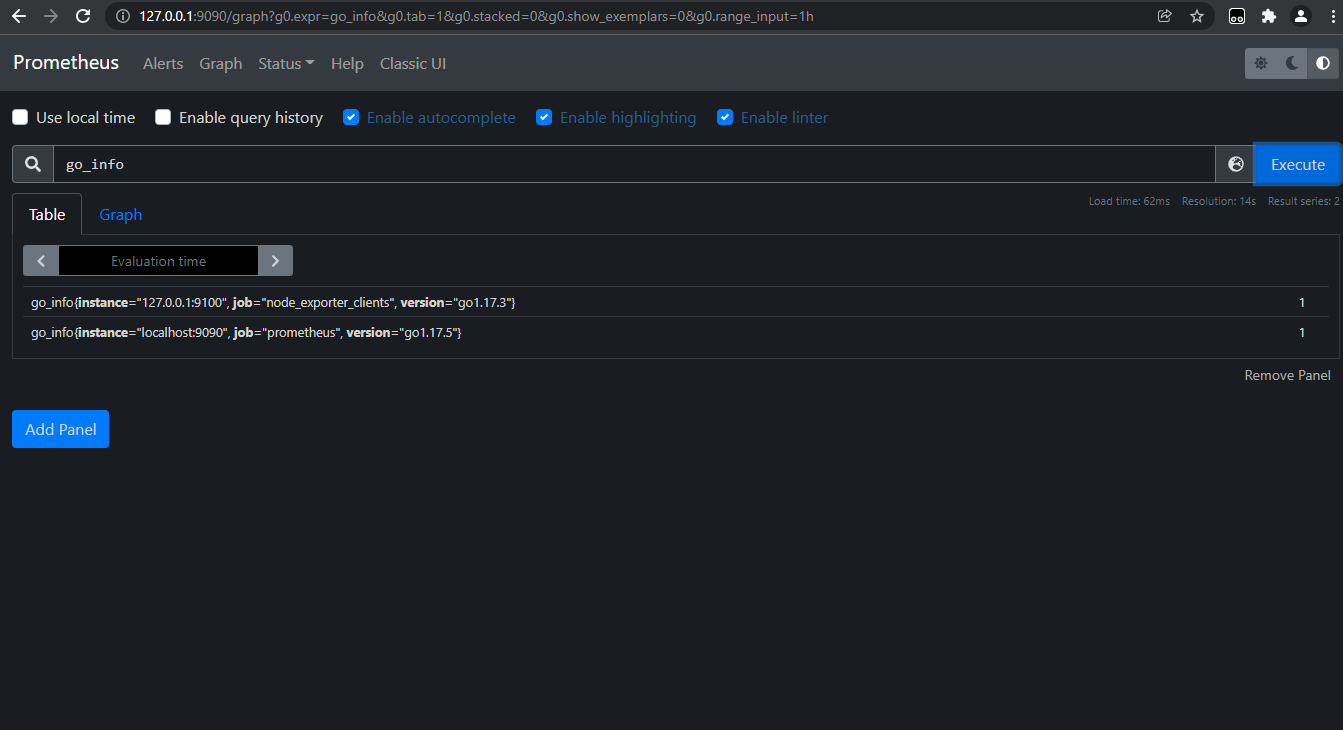 127.0.0.1:9090/graph?g0.expr=go_info&g0.tab=1&g0.stacked=0&g0.show_exemplars=0&g0.range_input=1h
Prometheus Alerts Graph Status Help Classic UI
Use local time Enable query history Enable autocomplete Enable highlighting Enable linter
go_info Execute
Table Graph Load time: 62ms Resolution: 14s Result series: 2
Evaluation time
go_info{instance="127.0.0.1:9100", job="node_exporter_clients", version="go1.17.3"} 1
go_info{instance="localhost:9090", job="prometheus", version="go1.17.5"} 1
Remove Panel
Add Panel